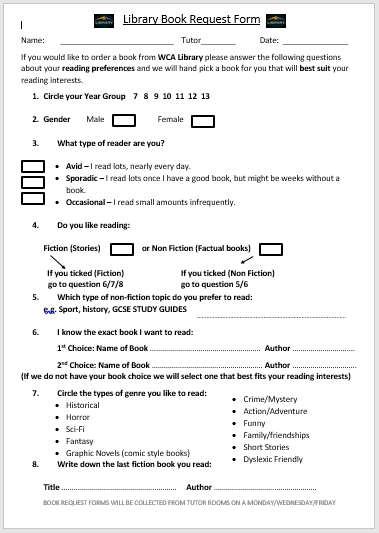 Library Book Request Form
Name: Tutor Date:
If you would like to order a book from WCA Library please answer the following questions
about your reading preferences and we will hand pick a book for you that will best suit your
reading interests.
1. Circle your Year Group 7 8 9 10 11 12 13
2. Gender Male Female
3. What type of reader are you?
• Avid – I read lots, nearly every day.
• Sporadic – I read lots once I have a good book, but might be weeks without a
book.
• Occasional – I read small amounts infrequently.
4. Do you like reading:
Fiction (Stories) or Non Fiction (Factual books)
If you ticked (Fiction) If you ticked (Non Fiction)
go to question 6/7/8 go to question 5/6
5. Which type of non-fiction topic do you prefer to read:
e.g. Sport, history, GCSE STUDY GUIDES
6. I know the exact book I want to read:
1st Choice: Name of Book Author
2nd Choice: Name of Book Author
(If we do not have your book choice we will select one that best fits your reading interests)
7. Circle the types of genre you like to read:
• Historical
• Horror
• Sci-Fi
• Fantasy
• Graphic Novels (comic style books)
• Crime/Mystery
• Action/Adventure
• Funny
• Family/friendships
• Short Stories
• Dyslexic Friendly
8. Write down the last fiction book you read:
Title Author
BOOK REQUEST FORMS WILL BE COLLECTED FROM TUTOR ROOMS ON A MONDAY/WEDNESDAY/FRIDAY